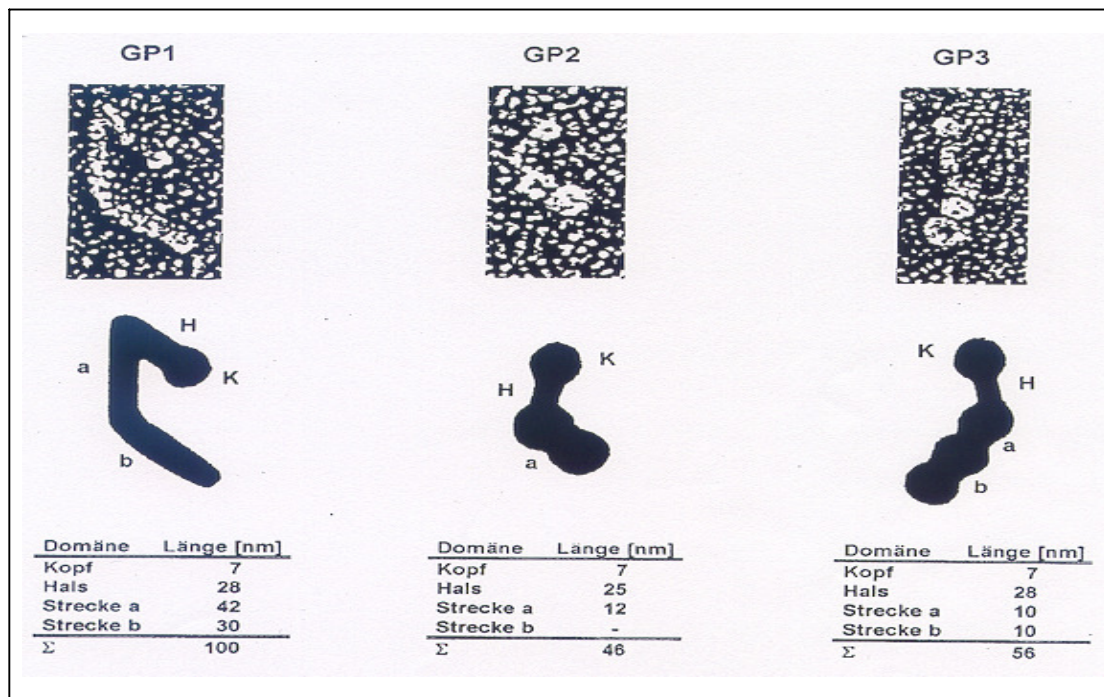 GP1
GP2
GP3
H
a
K
b
K
H
a
K
H
a
b
Domäne Länge [nm]
Kopf 7
Hals 28
Strecke a 42
Strecke b 30
Σ 100
Domäne Länge [nm]
Kopf 7
Hals 25
Strecke a 12
Strecke b -
Σ 46
Domäne Länge [nm]
Kopf 7
Hals 28
Strecke a 10
Strecke b 10
Σ 56